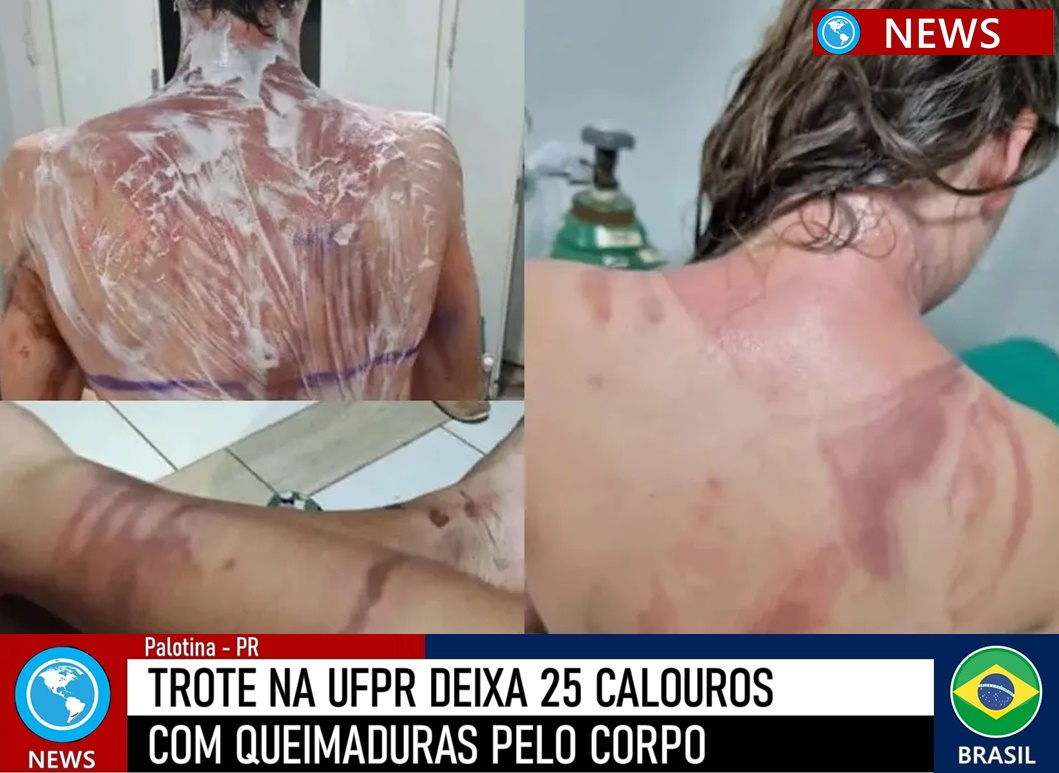 NEWS
Palotina - PR
TROTE NA UFPR DEIXA 25 CALOUROS
COM QUEIMADURAS PELO CORPO
NEWS
BRASIL